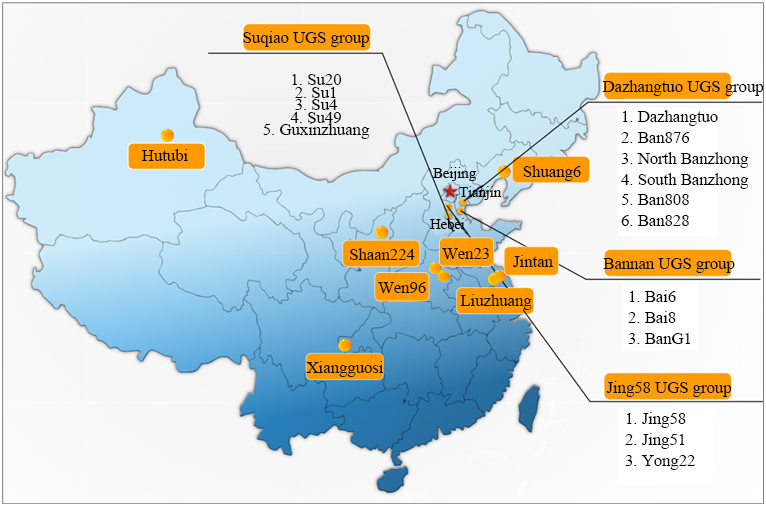 Suqiao UGS group
1. Su20
2. Su1
3. Su4
4. Su49
5. Guxinzhuang
Dazhangtuo UGS group
1. Dazhangtuo
2. Ban876
3. North Banzhong
4. South Banzhong
5. Ban808
6. Ban828
Hutubi
Beijing
Tianjin
Hebei
Shuang6
Shaan224
Wen23
Jintan
Wen96
Liuzhuang
Xiangguosi
Bannan UGS group
1. Bai6
2. Bai8
3. BanG1
Jing58 UGS group
1. Jing58
2. Jing51
3. Yong22